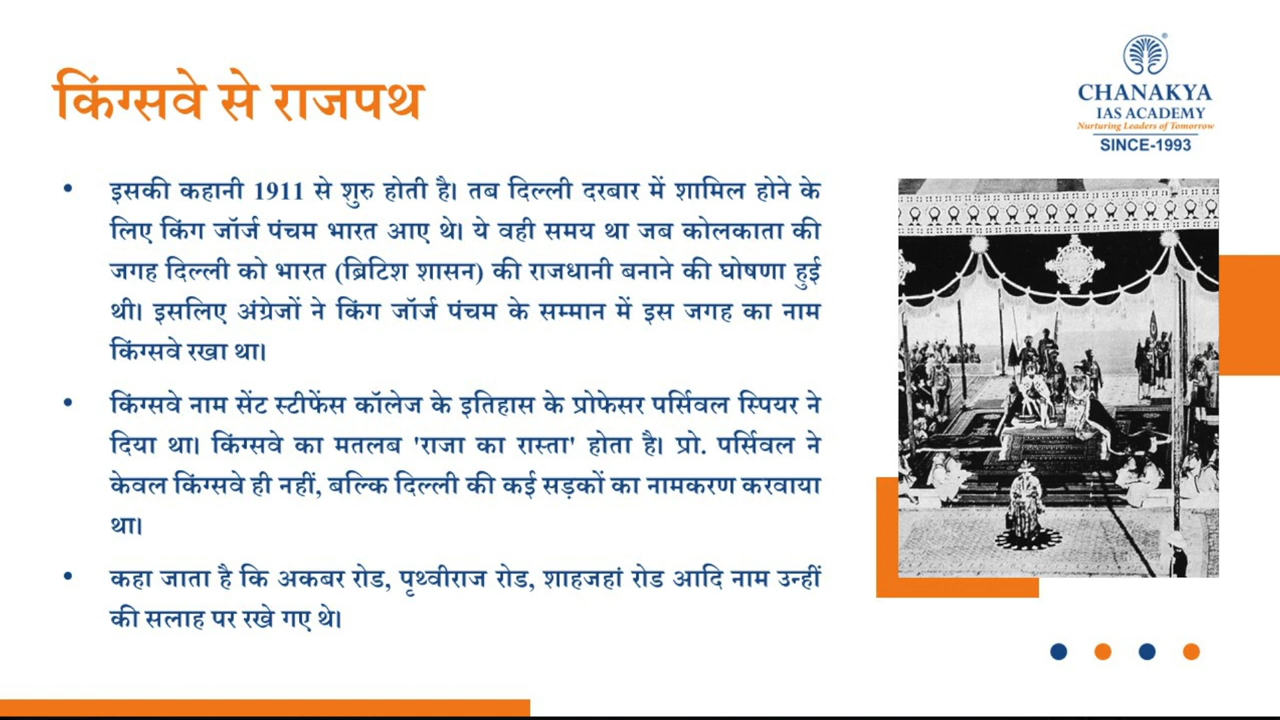 किंग्सवे से राजपथ
CHANAKYA
IAS ACADEMY
Nurturing Leaders of Tomorrow
SINCE-1993
• इसकी कहानी 1911 से शुरु होती है। तब दिल्ली दरबार में शामिल होने के
लिए किंग जॉर्ज पंचम भारत आए थे। ये वही समय था जब कोलकाता की
जगह दिल्ली को भारत (ब्रिटिश शासन) की राजधानी बनाने की घोषणा हुई
थी। इसलिए अंग्रेजों ने किंग जॉर्ज पंचम के सम्मान में इस जगह का नाम
किंग्सवे रखा था।
• किंग्सवे नाम सेंट स्टीफेंस कॉलेज के इतिहास के प्रोफेसर पर्सिवल स्पियर ने
दिया था। किंग्सवे का मतलब 'राजा का रास्ता' होता है। प्रो. पर्सिवल ने
केवल किंग्सवे ही नहीं, बल्कि दिल्ली की कई सड़कों का नामकरण करवाया
था।
• कहा जाता है कि अकबर रोड, पृथ्वीराज रोड, शाहजहां रोड आदि नाम उन्हीं
की सलाह पर रखे गए थे।